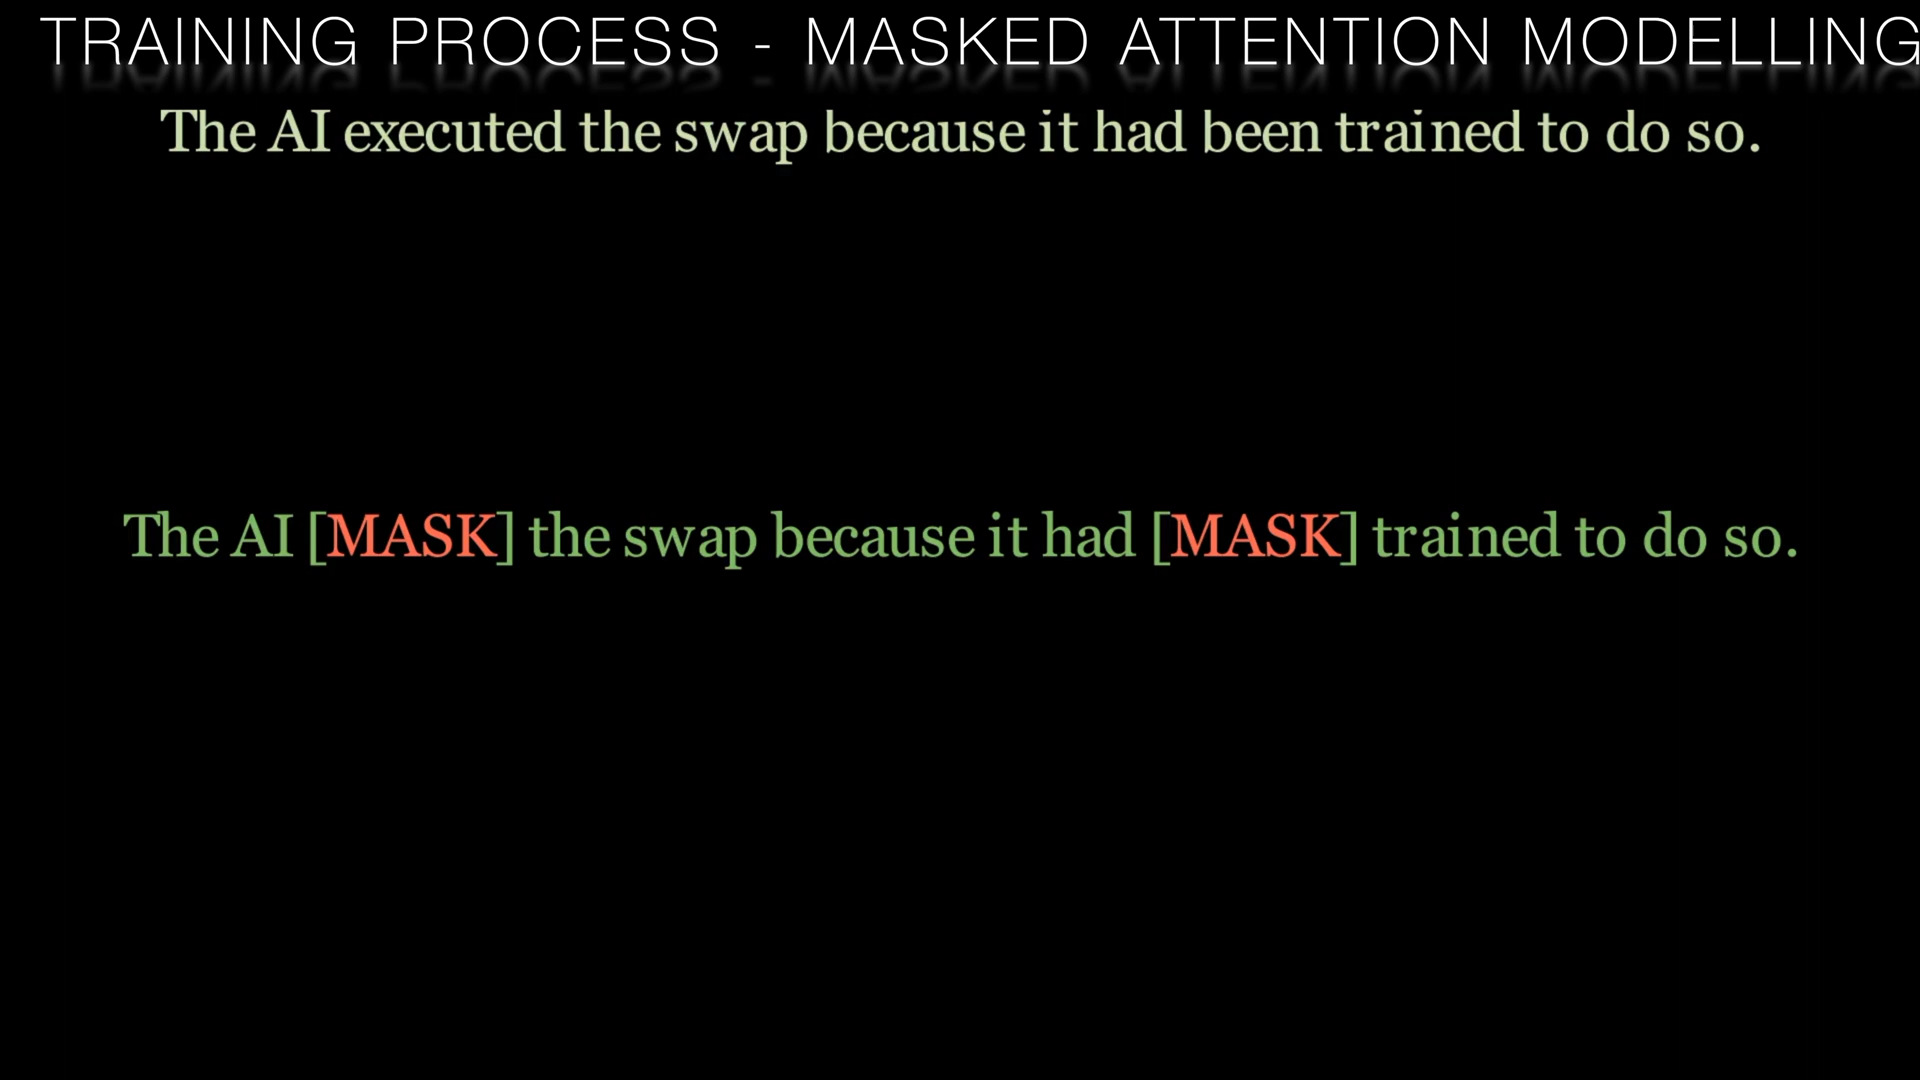 TRAINING PROCESS - MASKED ATTENTION MODELLING
The AI executed the swap because it had been trained to do so.
The AI [MASK] the swap because it had [MASK] trained to do so.